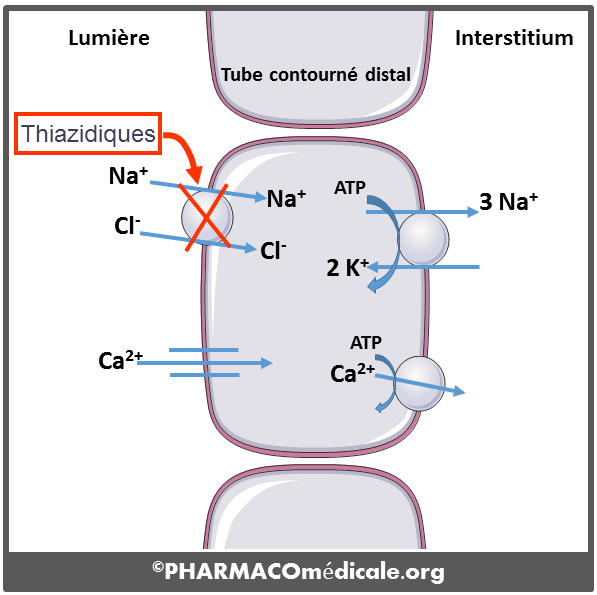 Lumière
Interstitium
Tube contourné distal
Thiazidiques
Na⁺
Na⁺
ATP
3 Na⁺
Cl⁻
Cl⁻
2 K⁺
ATP
Ca²⁺
Ca²⁺
©PHARMACOmédicale.org